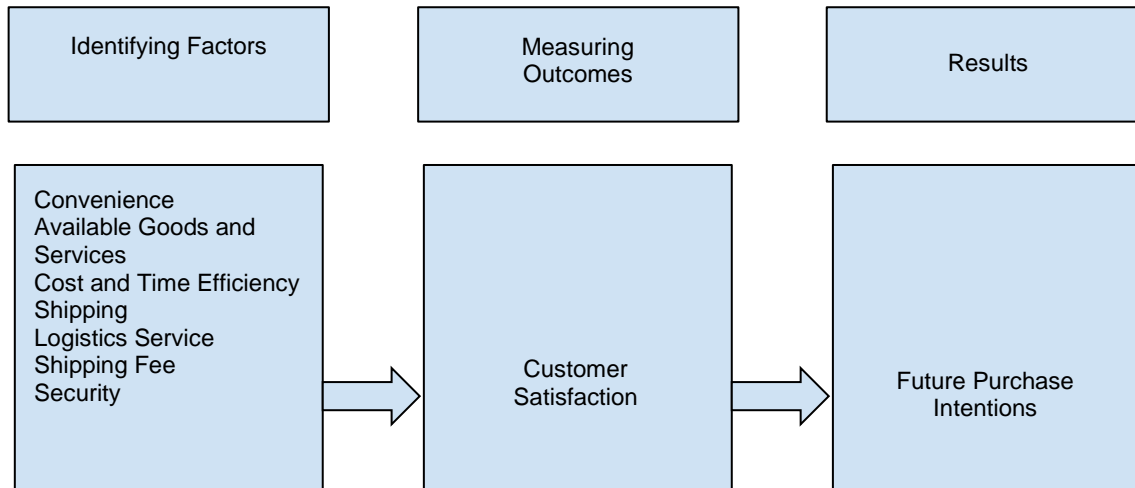 Identifying Factors
Measuring
Outcomes
Results
Convenience
Available Goods and
Services
Cost and Time Efficiency
Shipping
Logistics Service
Shipping Fee
Security
Customer
Satisfaction
Future Purchase
Intentions